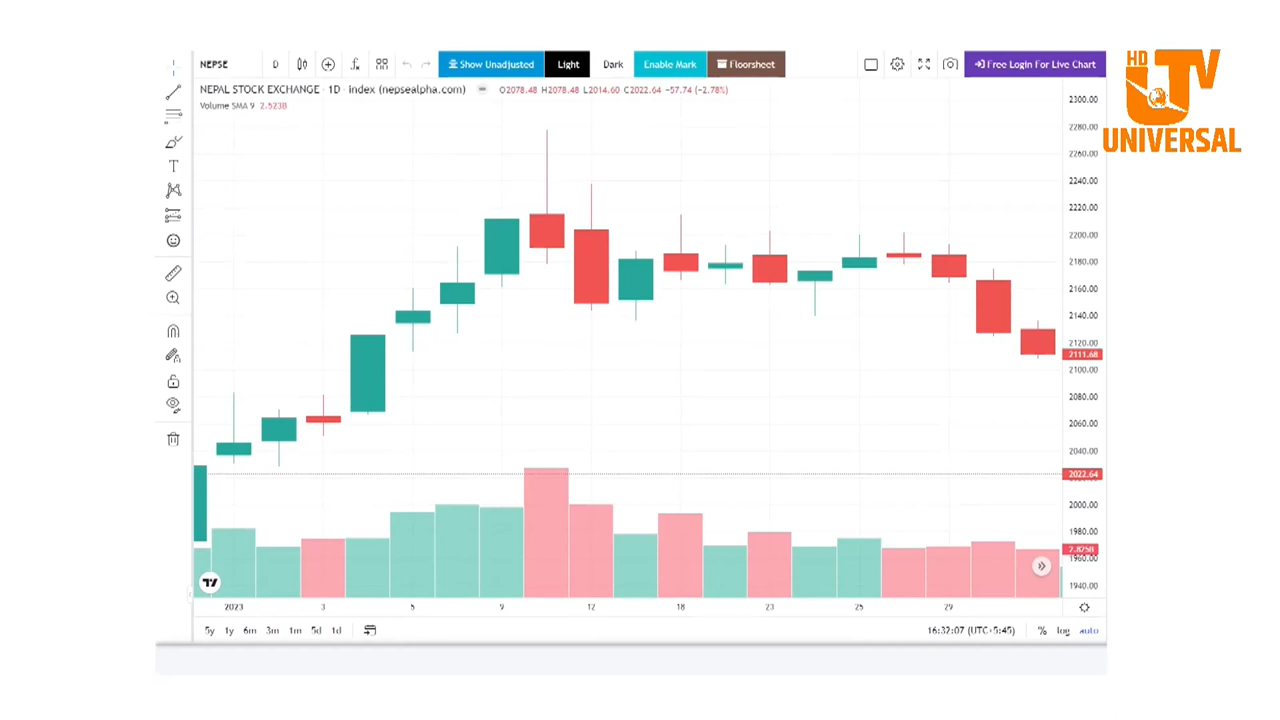 NEPSE D Show Unadjusted Light Dark Enable Mark Floorsheet Free Login For Live Chart
HD
UTV
UNIVERSAL
NEPAL STOCK EXCHANGE · 1D · index (nepsealpha.com) O2078.48 H2078.48 L2014.60 C2022.64 −57.74 (−2.78%)
Volume SMA 9 2.523B
2300.00
2280.00
2260.00
2240.00
2220.00
2200.00
2180.00
2160.00
2140.00
2120.00
2111.68
2100.00
2080.00
2060.00
2040.00
2022.64
2000.00
1980.00
2.825B
1960.00
1940.00
2023 3 5 9 12 18 23 25 29
5y 1y 6m 3m 1m 5d 1d 16:32:07 (UTC+5:45) % log auto